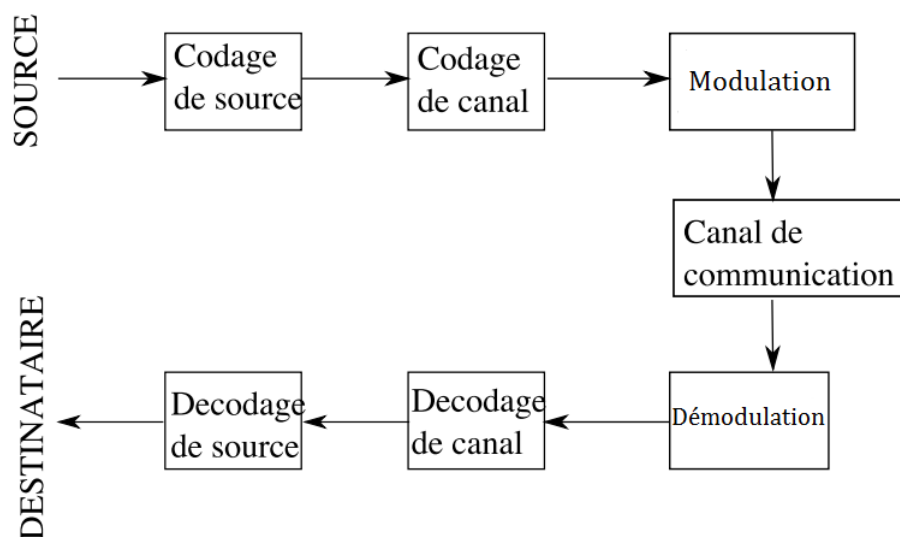 SOURCE
Codage
de source
Codage
de canal
Modulation
Canal de
communication
DESTINATAIRE
Decodage
de source
Decodage
de canal
Démodulation